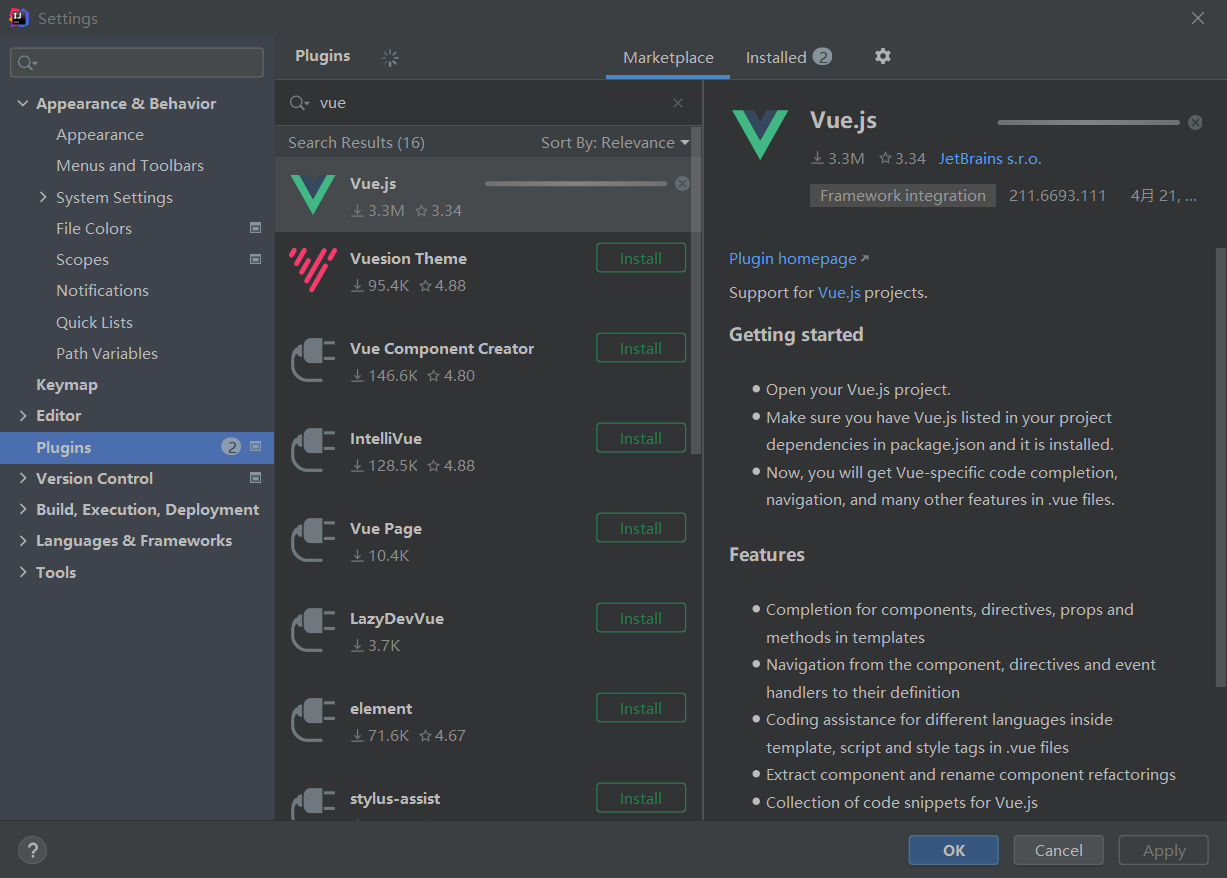 Settings
Plugins
Marketplace
Installed 2
Appearance & Behavior
Appearance
Menus and Toolbars
System Settings
File Colors
Scopes
Notifications
Quick Lists
Path Variables
Keymap
Editor
Plugins 2
Version Control
Build, Execution, Deployment
Languages & Frameworks
Tools
vue
Search Results (16) Sort By: Relevance
Vue.js
3.3M 3.34
Vuesion Theme Install
95.4K 4.88
Vue Component Creator Install
146.6K 4.80
IntelliVue Install
128.5K 4.88
Vue Page Install
10.4K
LazyDevVue Install
3.7K
element Install
71.6K 4.67
stylus-assist Install
Vue.js
3.3M 3.34 JetBrains s.r.o.
Framework integration 211.6693.111 4月 21, ...
Plugin homepage
Support for Vue.js projects.
Getting started
Open your Vue.js project.
Make sure you have Vue.js listed in your project
dependencies in package.json and it is installed.
Now, you will get Vue-specific code completion,
navigation, and many other features in .vue files.
Features
Completion for components, directives, props and
methods in templates
Navigation from the component, directives and event
handlers to their definition
Coding assistance for different languages inside
template, script and style tags in .vue files
Extract component and rename component refactorings
Collection of code snippets for Vue.js
?
OK Cancel Apply